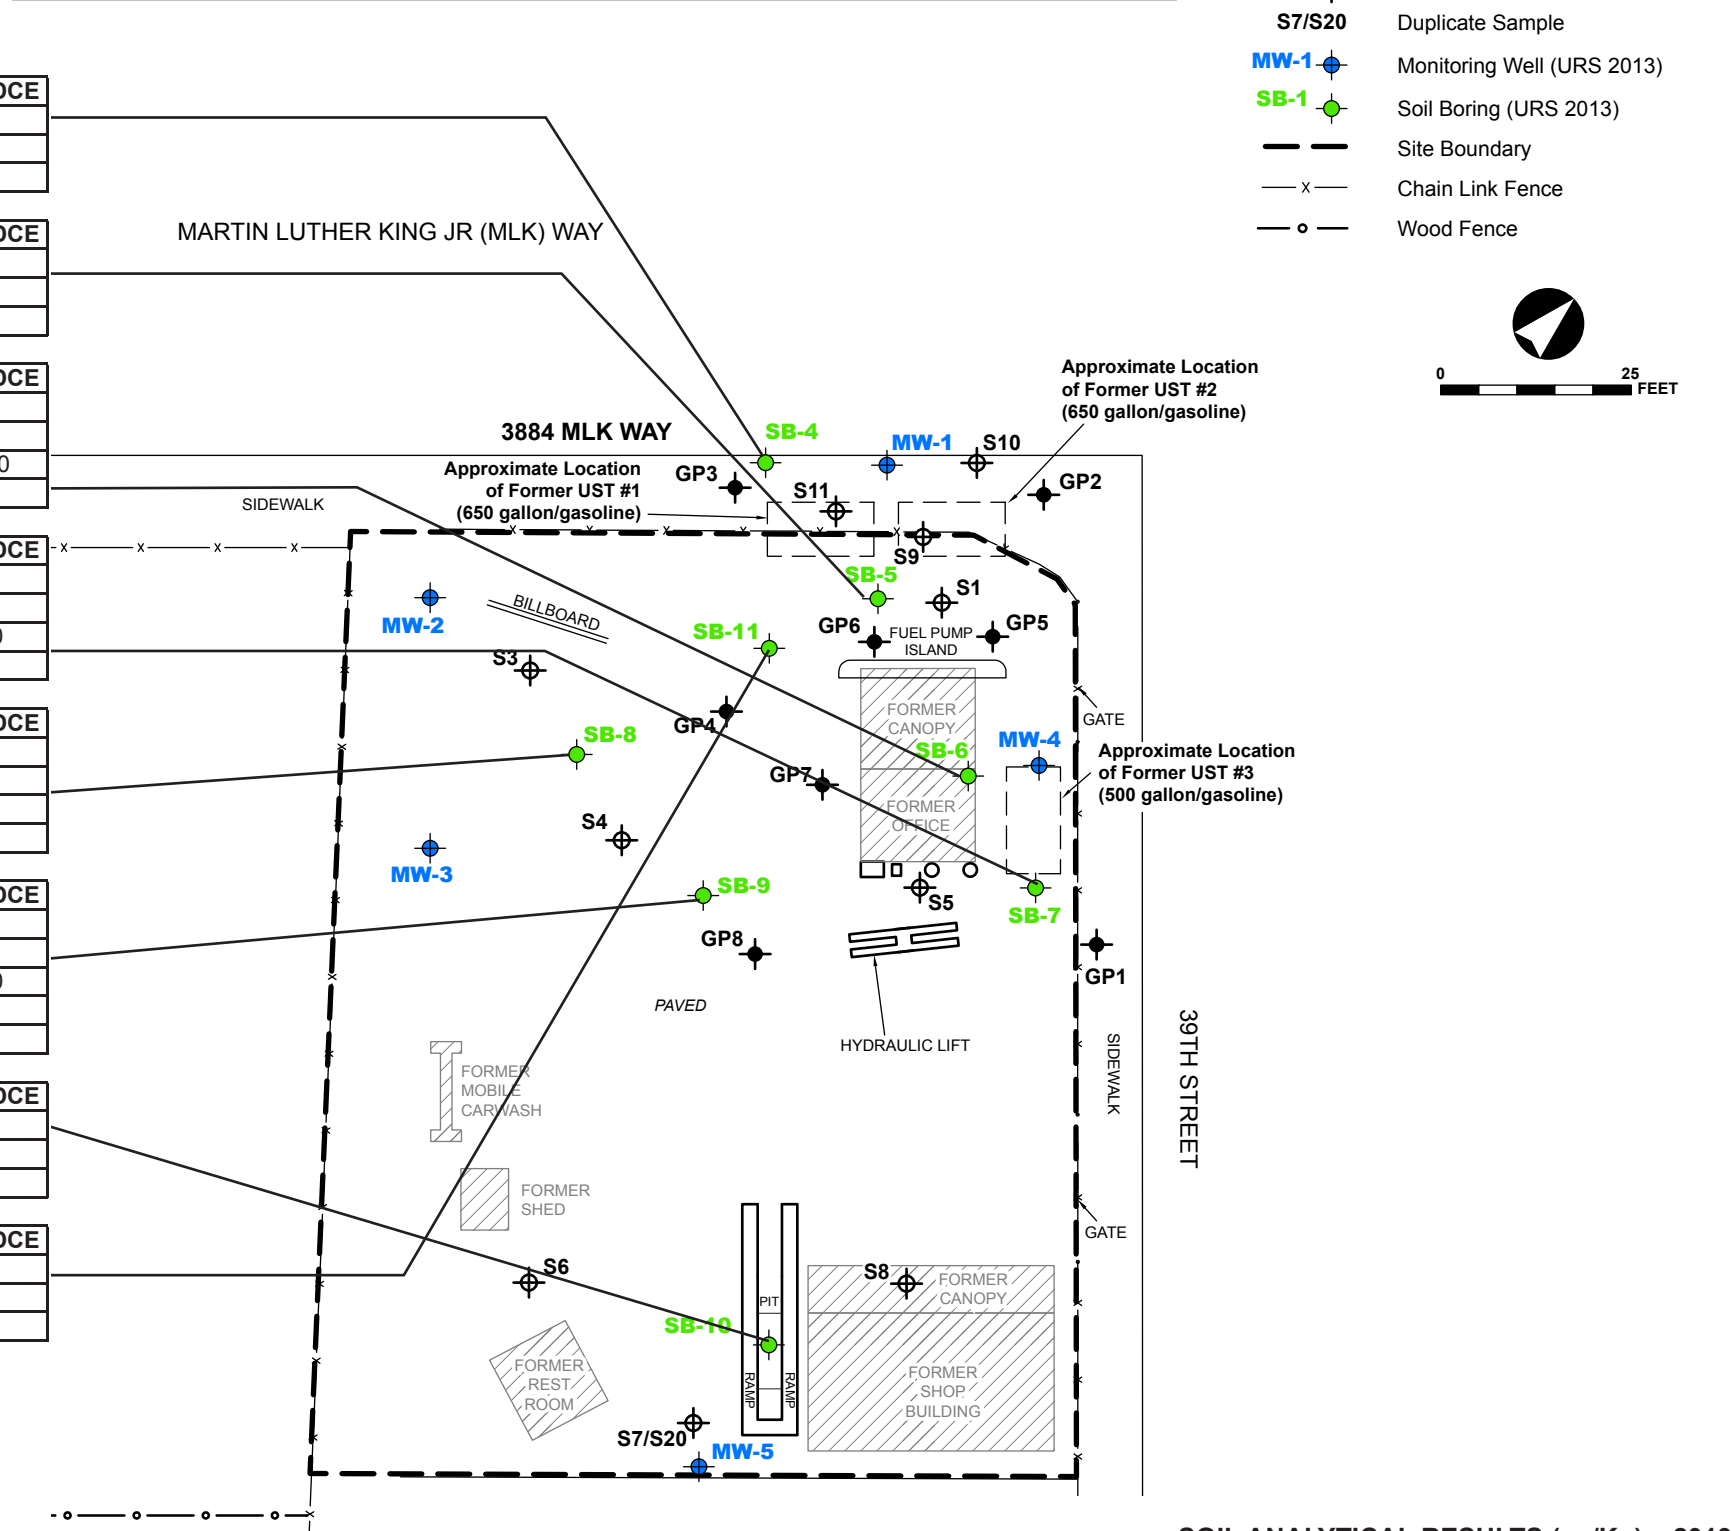 S7/S20 Duplicate Sample
MW-1 Monitoring Well (URS 2013)
SB-1 Soil Boring (URS 2013)
Site Boundary
x Chain Link Fence
Wood Fence
0 25
FEET
MARTIN LUTHER KING JR (MLK) WAY
3884 MLK WAY
SIDEWALK
Approximate Location
of Former UST #1
(650 gallon/gasoline)
Approximate Location
of Former UST #2
(650 gallon/gasoline)
SB-4
MW-1
S10
GP3
S11
GP2
S9
SB-5
S1
MW-2
BILLBOARD
SB-11
GP6
FUEL PUMP
ISLAND
GP5
S3
GP4
FORMER
CANOPY
GATE
SB-8
SB-6
MW-4
Approximate Location
of Former UST #3
(500 gallon/gasoline)
GP7
FORMER
OFFICE
S4
MW-3
SB-9
S5
SB-7
GP8
GP1
PAVED
HYDRAULIC LIFT
SIDEWALK
39TH STREET
FORMER
MOBILE
CARWASH
FORMER
SHED
GATE
S6
S8
FORMER
CANOPY
PIT
SB-10
RAMP
RAMP
FORMER
REST
ROOM
FORMER
SHOP
BUILDING
S7/S20
MW-5